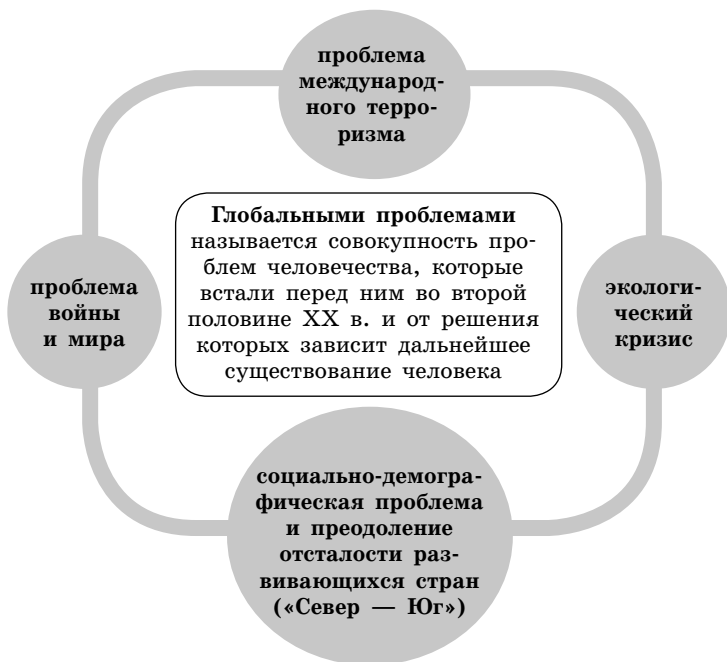 проблема
международ-
ного терро-
ризма
Глобальными проблемами
называется совокупность про-
блем человечества, которые
встали перед ним во второй
половине XX в. и от решения
которых зависит дальнейшее
существование человека
проблема
войны
и мира
экологи-
ческий
кризис
социально-демогра-
фическая проблема
и преодоление
отсталости раз-
вивающихся стран
(«Север — Юг»)